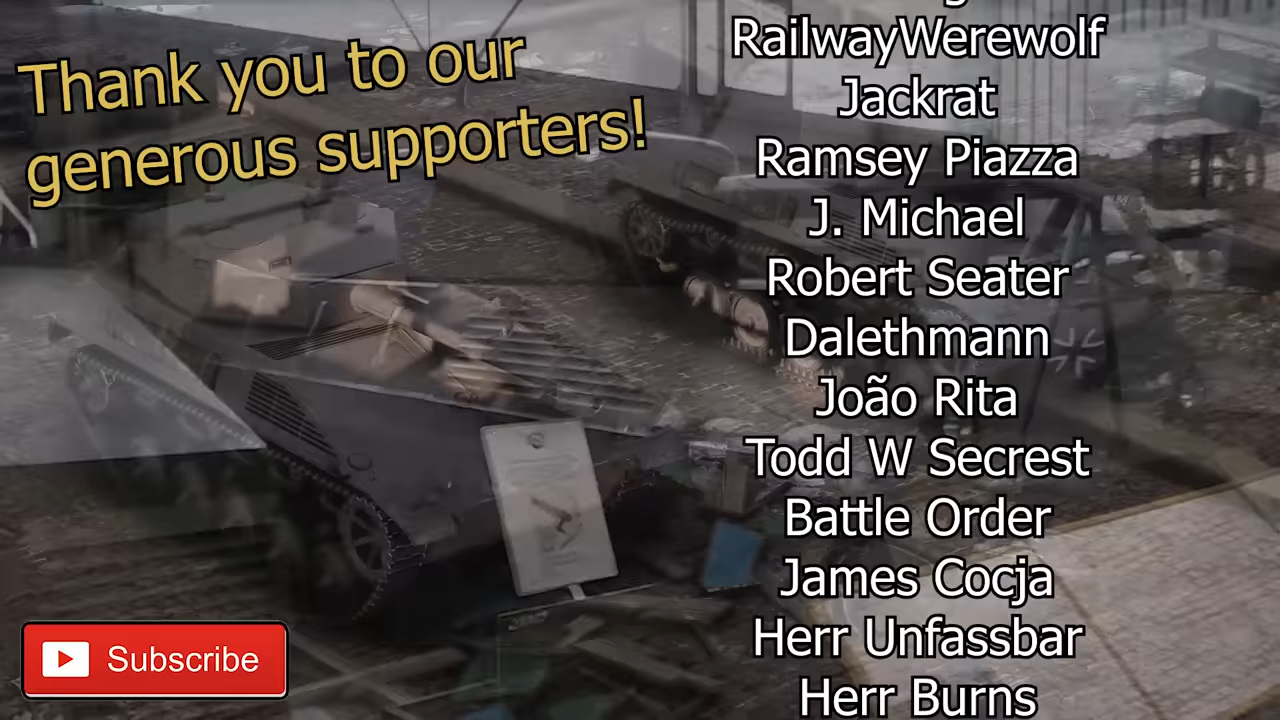 Thank you to our
generous supporters!
RailwayWerewolf
Jackrat
Ramsey Piazza
J. Michael
Robert Seater
Dalethmann
João Rita
Todd W Secrest
Battle Order
James Cocja
Herr Unfassbar
Herr Burns
Subscribe